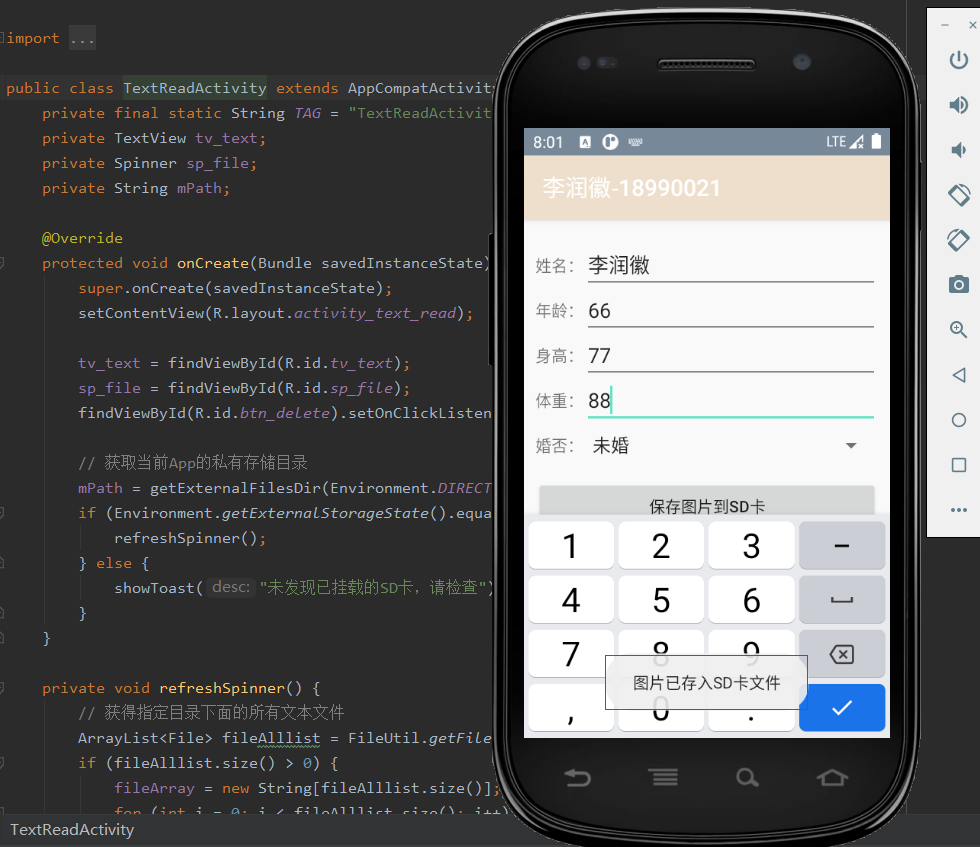 import ...
public class TextReadActivity extends AppCompatActivit
private final static String TAG = "TextReadActivit
private TextView tv_text;
private Spinner sp_file;
private String mPath;
@Override
protected void onCreate(Bundle savedInstanceState)
super.onCreate(savedInstanceState);
setContentView(R.layout.activity_text_read);
tv_text = findViewById(R.id.tv_text);
sp_file = findViewById(R.id.sp_file);
findViewById(R.id.btn_delete).setOnClickListen
// 获取当前App的私有存储目录
mPath = getExternalFilesDir(Environment.DIRECT
if (Environment.getExternalStorageState().equa
refreshSpinner();
} else {
showToast( desc: "未发现已挂载的SD卡，请检查")
}
}
private void refreshSpinner() {
// 获得指定目录下面的所有文本文件
ArrayList<File> fileAlllist = FileUtil.getFile
if (fileAlllist.size() > 0) {
fileArray = new String[fileAlllist.size()];
for (int i = 0; i < fileAlllist.size(); i++)
TextReadActivity
8:01 A LTE
李润徽-18990021
姓名： 李润徽
年龄： 66
身高： 77
体重： 88
婚否： 未婚
保存图片到SD卡
1 2 3 −
4 5 6
7 8 9
图片已存入SD卡文件
, 0 .